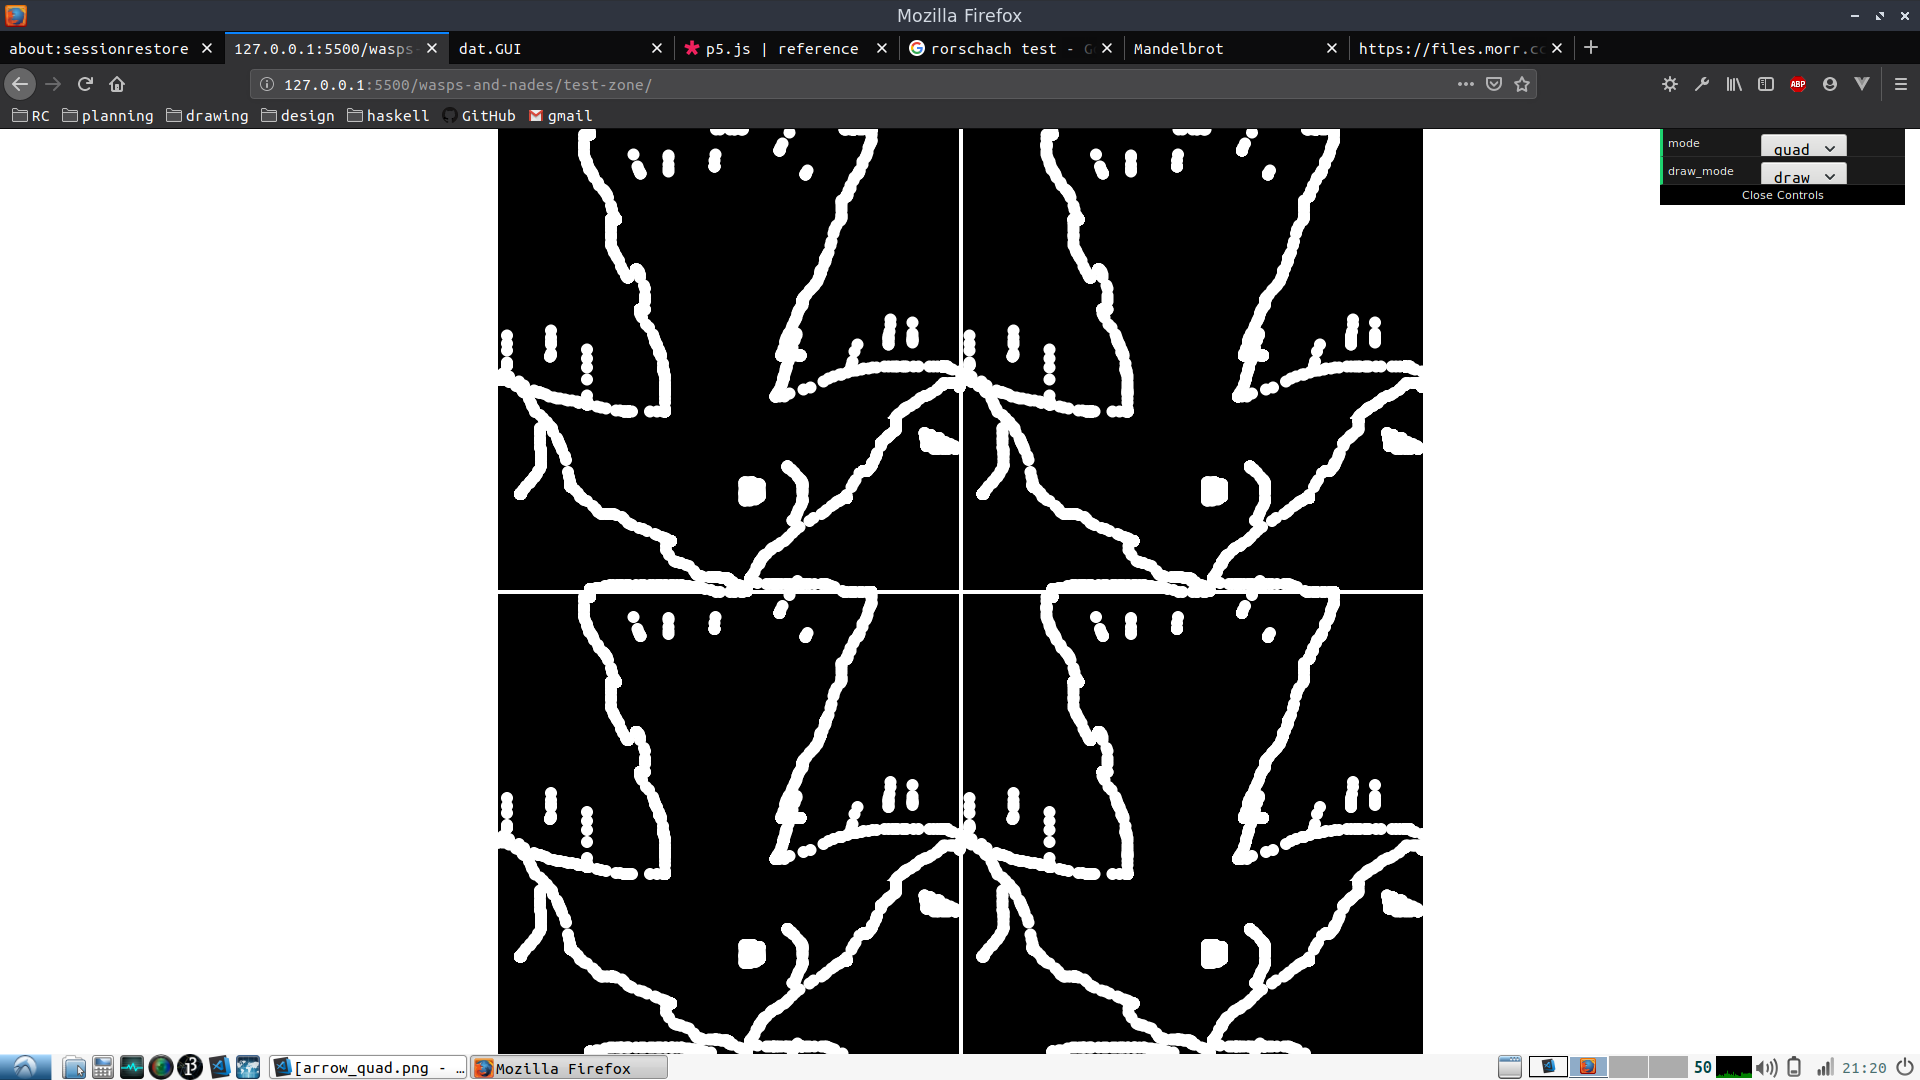 Mozilla Firefox
about:sessionrestore 127.0.0.1:5500/wasps dat.GUI p5.js | reference rorschach test - G Mandelbrot https://files.morr.cc
127.0.0.1:5500/wasps-and-nades/test-zone/
RC planning drawing design haskell GitHub gmail
mode quad
draw_mode draw
Close Controls
[arrow_quad.png - … Mozilla Firefox 50 21:20